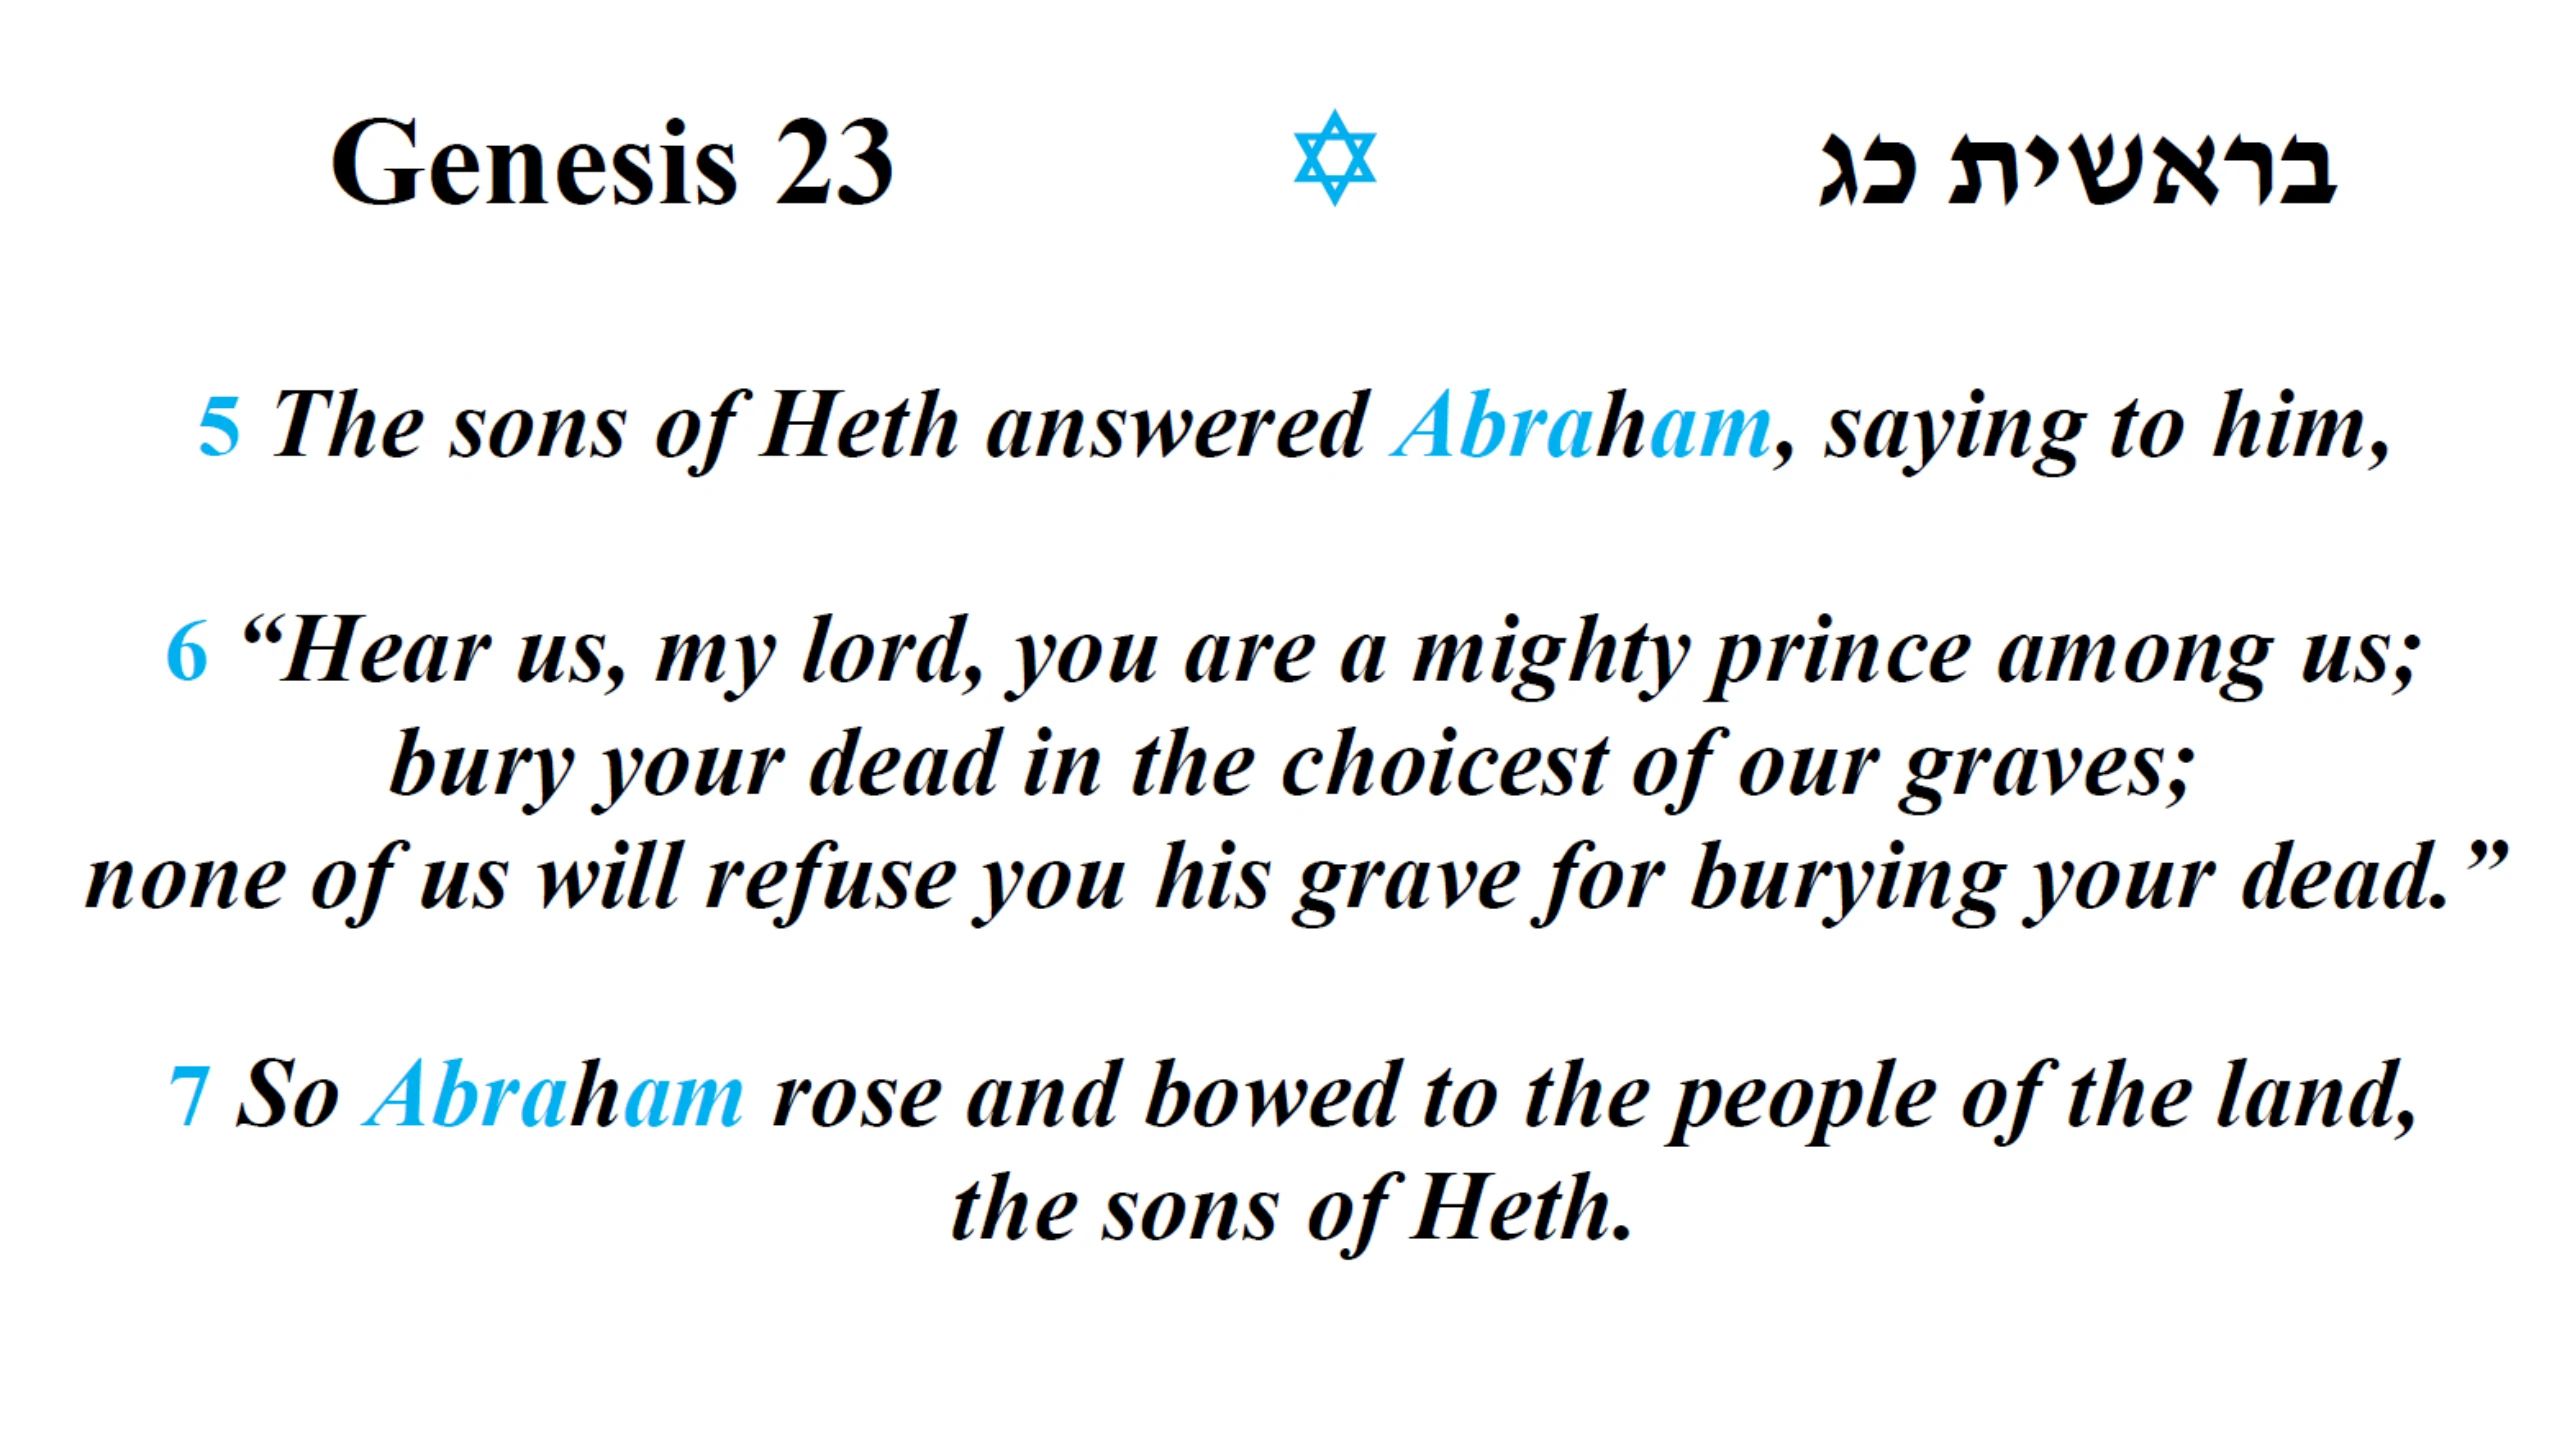 Genesis 23 ✡ בראשית כג
5 The sons of Heth answered Abraham, saying to him,
6 “Hear us, my lord, you are a mighty prince among us;
bury your dead in the choicest of our graves;
none of us will refuse you his grave for burying your dead.”
7 So Abraham rose and bowed to the people of the land,
the sons of Heth.